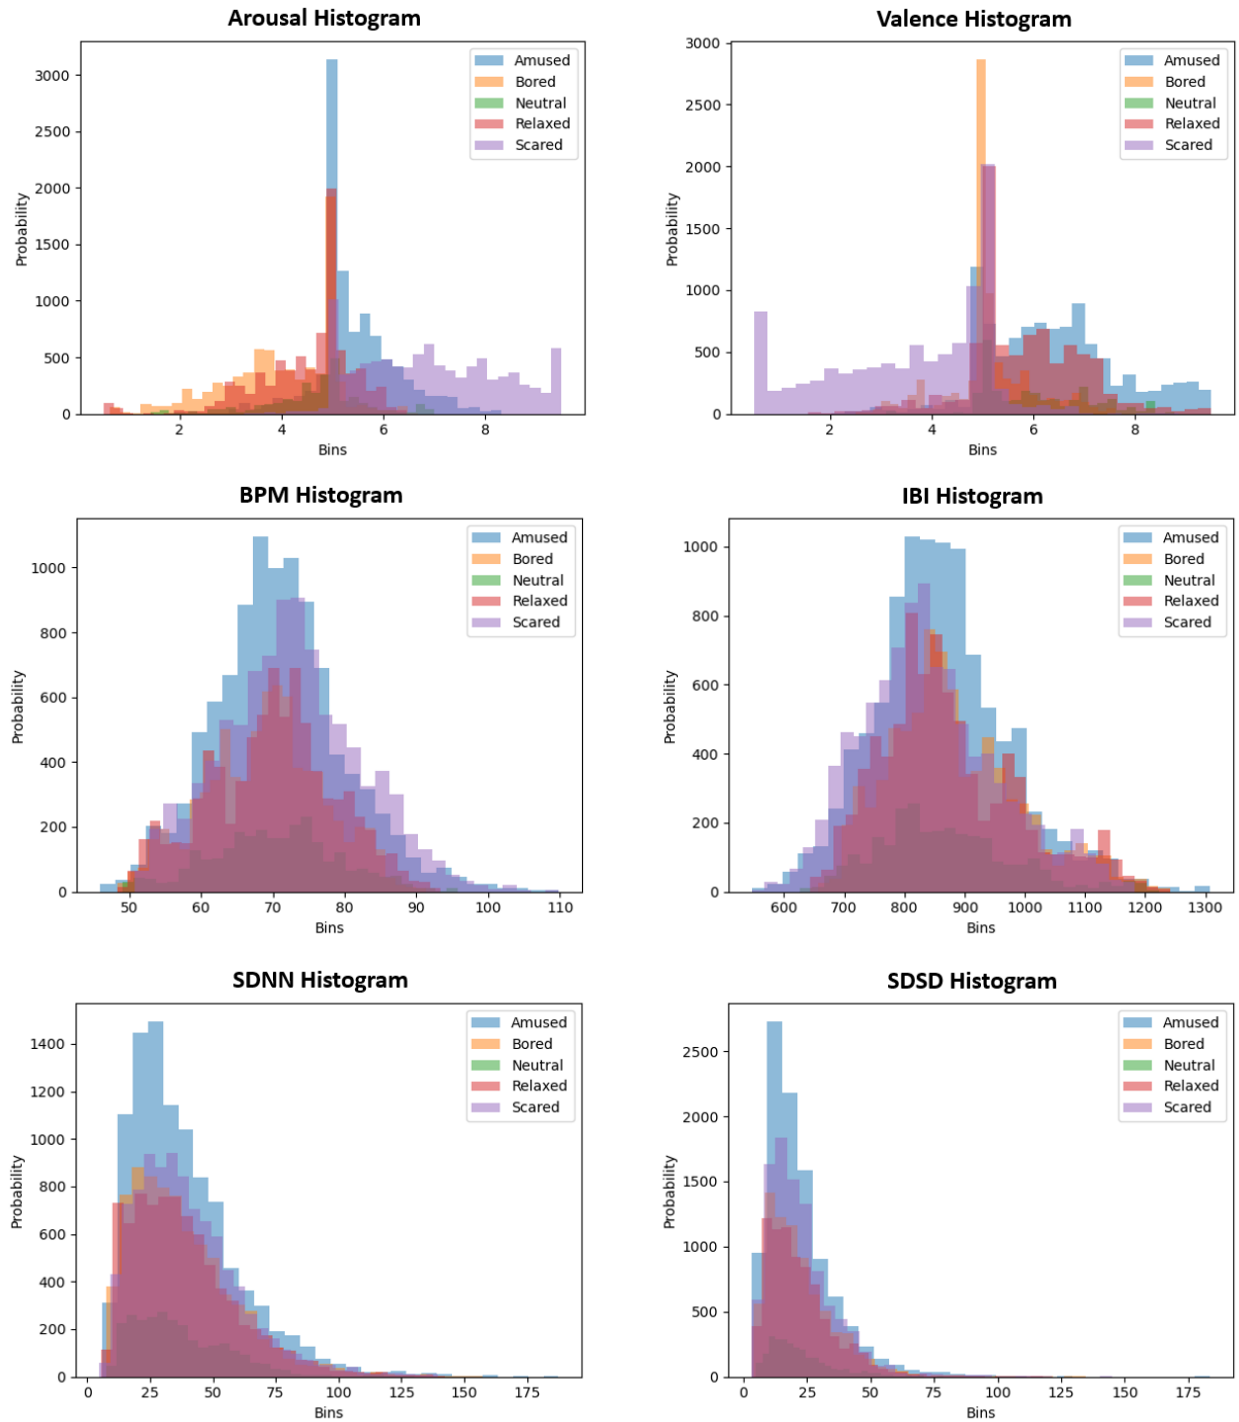 Arousal Histogram
Probability
3000
2500
2000
1500
1000
500
0
2
4
6
8
Bins
Amused
Bored
Neutral
Relaxed
Scared
Valence Histogram
Probability
3000
2500
2000
1500
1000
500
0
2
4
6
8
Bins
Amused
Bored
Neutral
Relaxed
Scared
BPM Histogram
Probability
1000
800
600
400
200
0
50
60
70
80
90
100
110
Bins
Amused
Bored
Neutral
Relaxed
Scared
IBI Histogram
Probability
1000
800
600
400
200
0
600
700
800
900
1000
1100
1200
1300
Bins
Amused
Bored
Neutral
Relaxed
Scared
SDNN Histogram
Probability
1400
1200
1000
800
600
400
200
0
0
25
50
75
100
125
150
175
Bins
Amused
Bored
Neutral
Relaxed
Scared
SDSD Histogram
Probability
2500
2000
1500
1000
500
0
0
25
50
75
100
125
150
175
Bins
Amused
Bored
Neutral
Relaxed
Scared